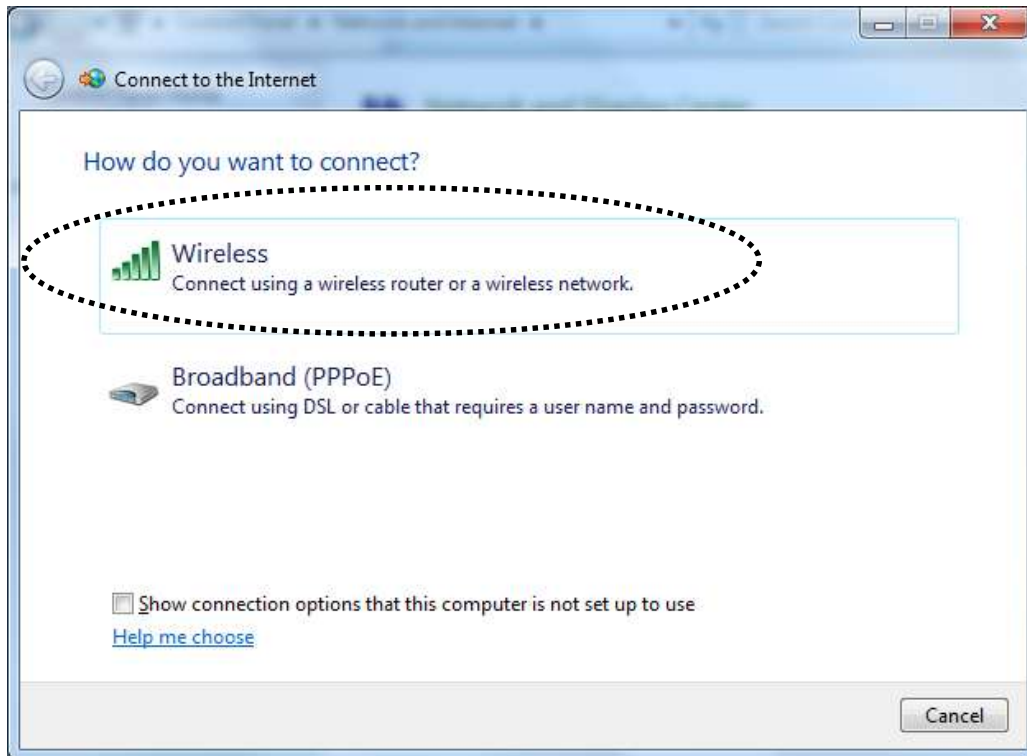 Connect to the Internet
How do you want to connect?
Wireless
Connect using a wireless router or a wireless network.
Broadband (PPPoE)
Connect using DSL or cable that requires a user name and password.
Show connection options that this computer is not set up to use
Help me choose
Cancel